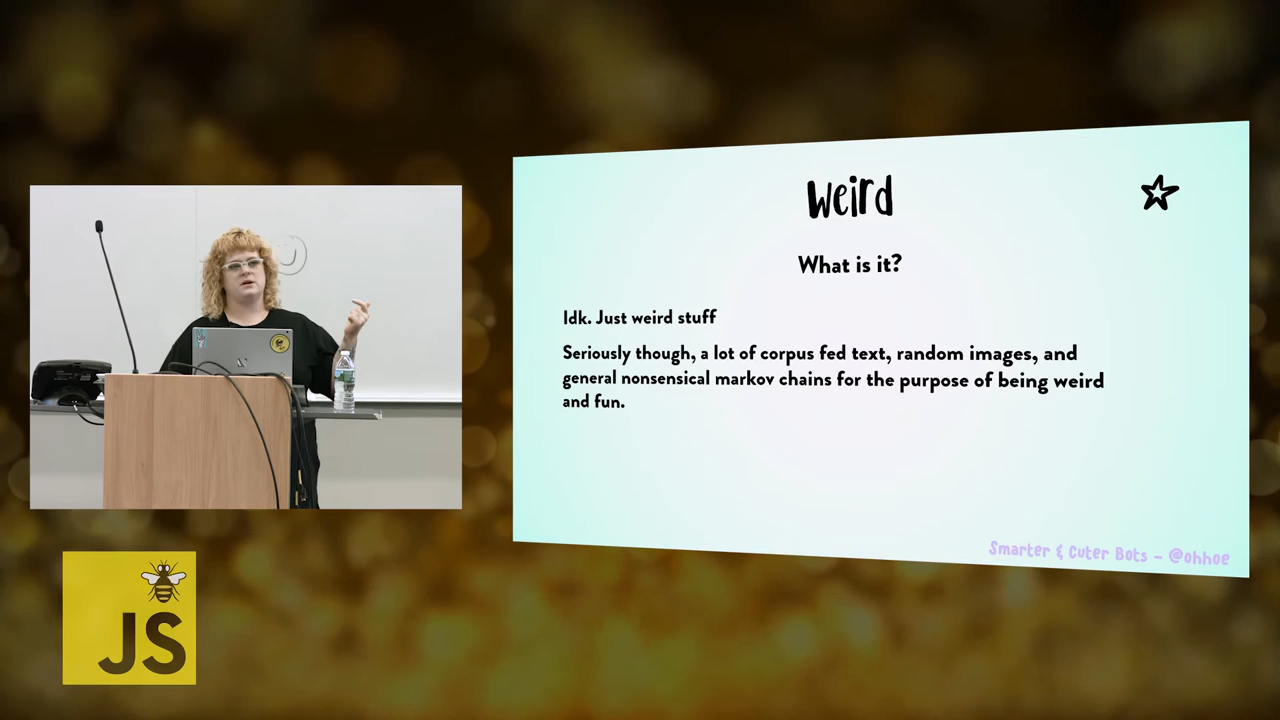 Weird
What is it?
Idk. Just weird stuff
Seriously though, a lot of corpus fed text, random images, and
general nonsensical markov chains for the purpose of being weird
and fun.
Smarter & Cuter Bots – @ohhoe
JS